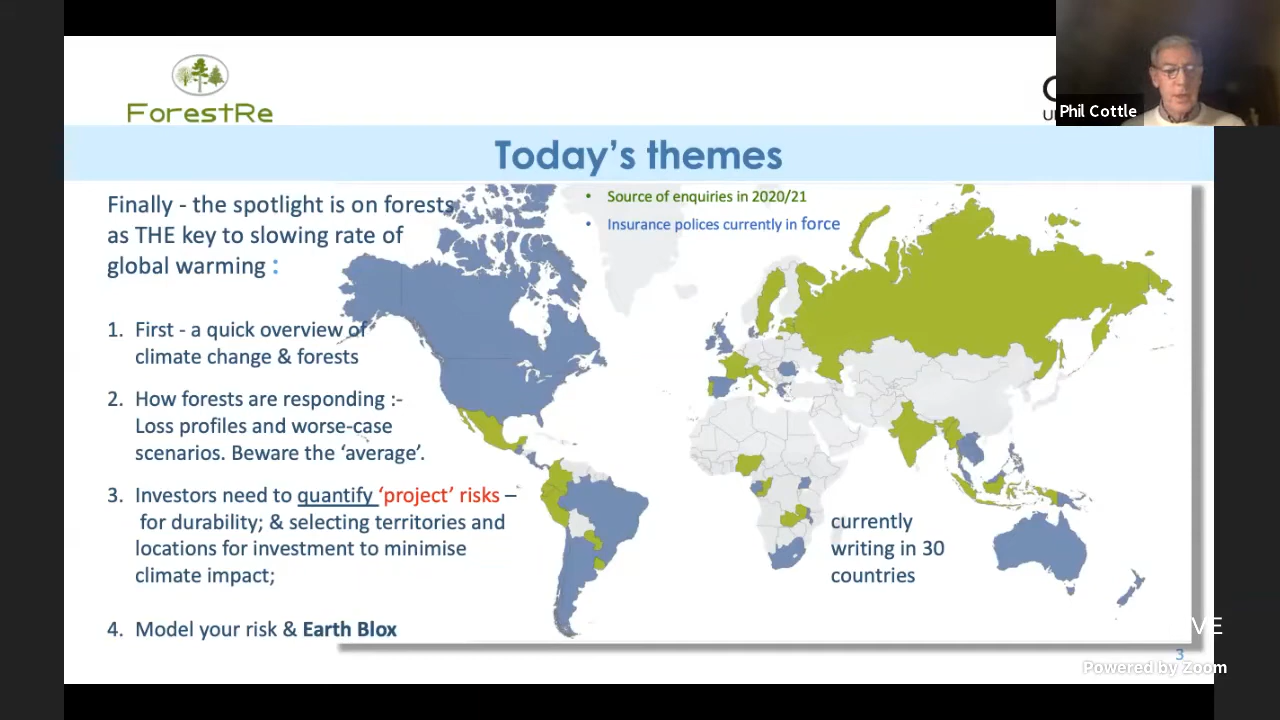 ForestRe
Phil Cottle
Today's themes
Finally - the spotlight is on forests
as THE key to slowing rate of
global warming :
• Source of enquiries in 2020/21
• Insurance polices currently in force
1. First - a quick overview of
climate change & forests
2. How forests are responding :-
Loss profiles and worse-case
scenarios. Beware the 'average'.
3. Investors need to quantify 'project' risks –
for durability; & selecting territories and
locations for investment to minimise
climate impact;
4. Model your risk & Earth Blox
currently
writing in 30
countries
3
Powered by Zoom